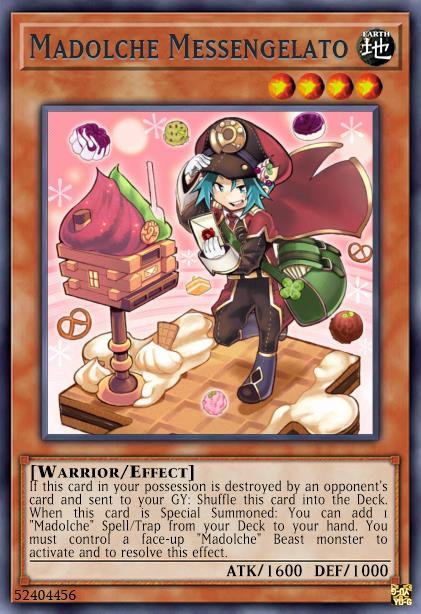 MADOLCHE MESSENGELATO
EARTH
地
[WARRIOR/EFFECT]
If this card in your possession is destroyed by an opponent's
card and sent to your GY: Shuffle this card into the Deck.
When this card is Special Summoned: You can add 1
"Madolche" Spell/Trap from your Deck to your hand. You
must control a face-up "Madolche" Beast monster to
activate and to resolve this effect.
ATK/1600 DEF/1000
52404456